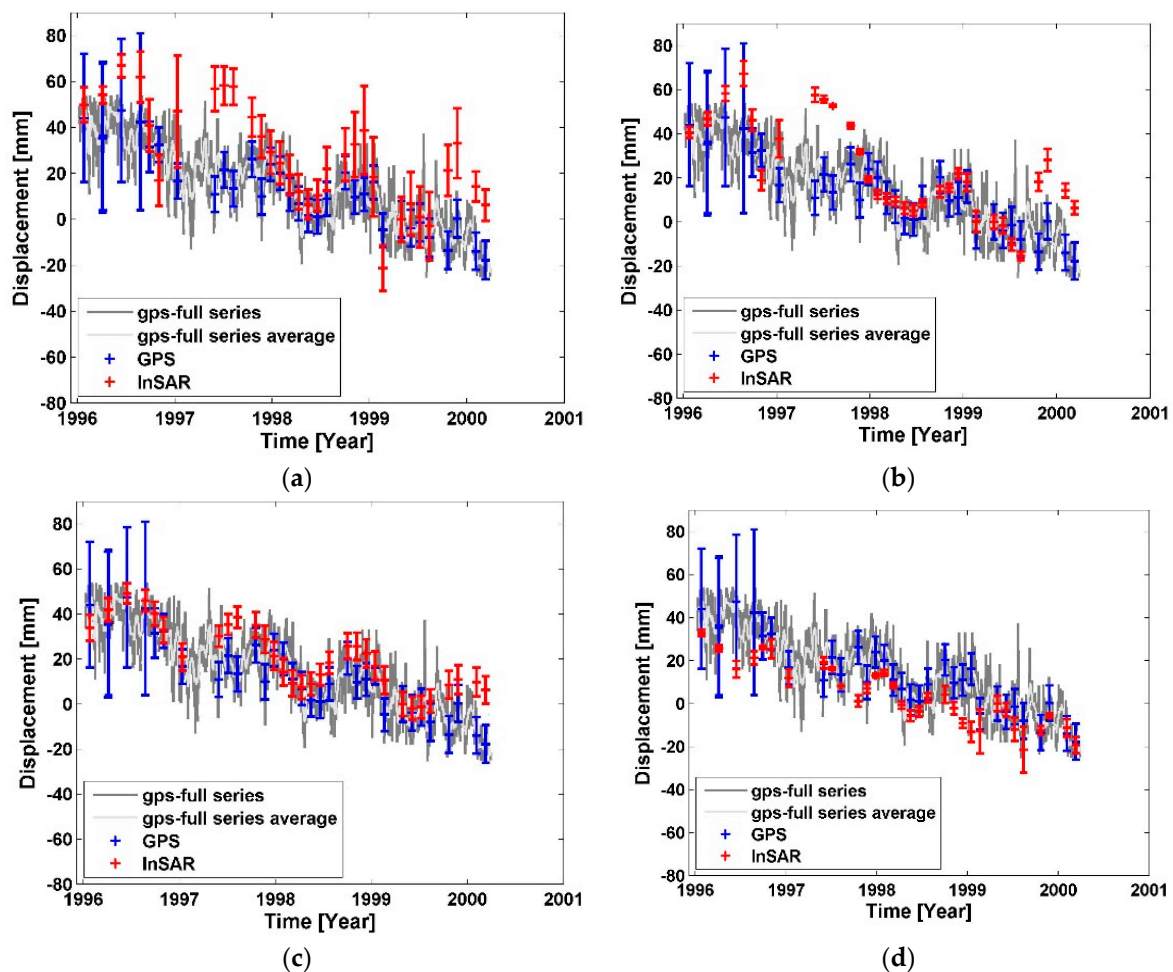 80
60
40
20
0
-20
-40
-60
-80
Displacement [mm]
gps-full series
gps-full series average
GPS
InSAR
1996 1997 1998 1999 2000 2001
Time [Year]
(a)
80
60
40
20
0
-20
-40
-60
-80
Displacement [mm]
gps-full series
gps-full series average
GPS
InSAR
1996 1997 1998 1999 2000 2001
Time [Year]
(b)
80
60
40
20
0
-20
-40
-60
-80
Displacement [mm]
gps-full series
gps-full series average
GPS
InSAR
1996 1997 1998 1999 2000 2001
Time [Year]
(c)
80
60
40
20
0
-20
-40
-60
-80
Displacement [mm]
gps-full series
gps-full series average
GPS
InSAR
1996 1997 1998 1999 2000 2001
Time [Year]
(d)